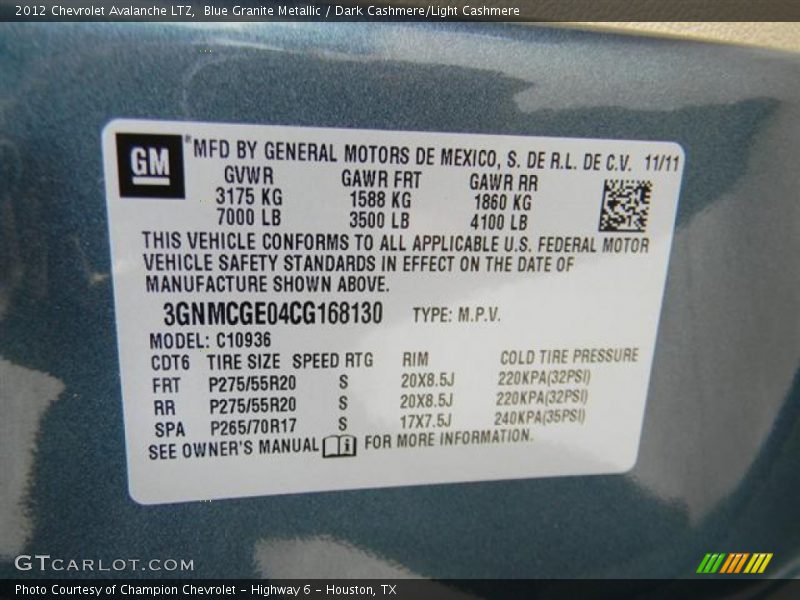 2012 Chevrolet Avalanche LTZ, Blue Granite Metallic / Dark Cashmere/Light Cashmere
GM MFD BY GENERAL MOTORS DE MEXICO, S. DE R.L. DE C.V. 11/11
GVWR GAWR FRT GAWR RR
3175 KG 1588 KG 1860 KG
7000 LB 3500 LB 4100 LB
THIS VEHICLE CONFORMS TO ALL APPLICABLE U.S. FEDERAL MOTOR
VEHICLE SAFETY STANDARDS IN EFFECT ON THE DATE OF
MANUFACTURE SHOWN ABOVE.
3GNMCGE04CG168130 TYPE: M.P.V.
MODEL: C10936
CDT6 TIRE SIZE SPEED RTG RIM COLD TIRE PRESSURE
FRT P275/55R20 S 20X8.5J 220KPA(32PSI)
RR P275/55R20 S 20X8.5J 220KPA(32PSI)
SPA P265/70R17 S 17X7.5J 240KPA(35PSI)
SEE OWNER'S MANUAL i FOR MORE INFORMATION.
GTCARLOT.COM
Photo Courtesy of Champion Chevrolet - Highway 6 - Houston, TX